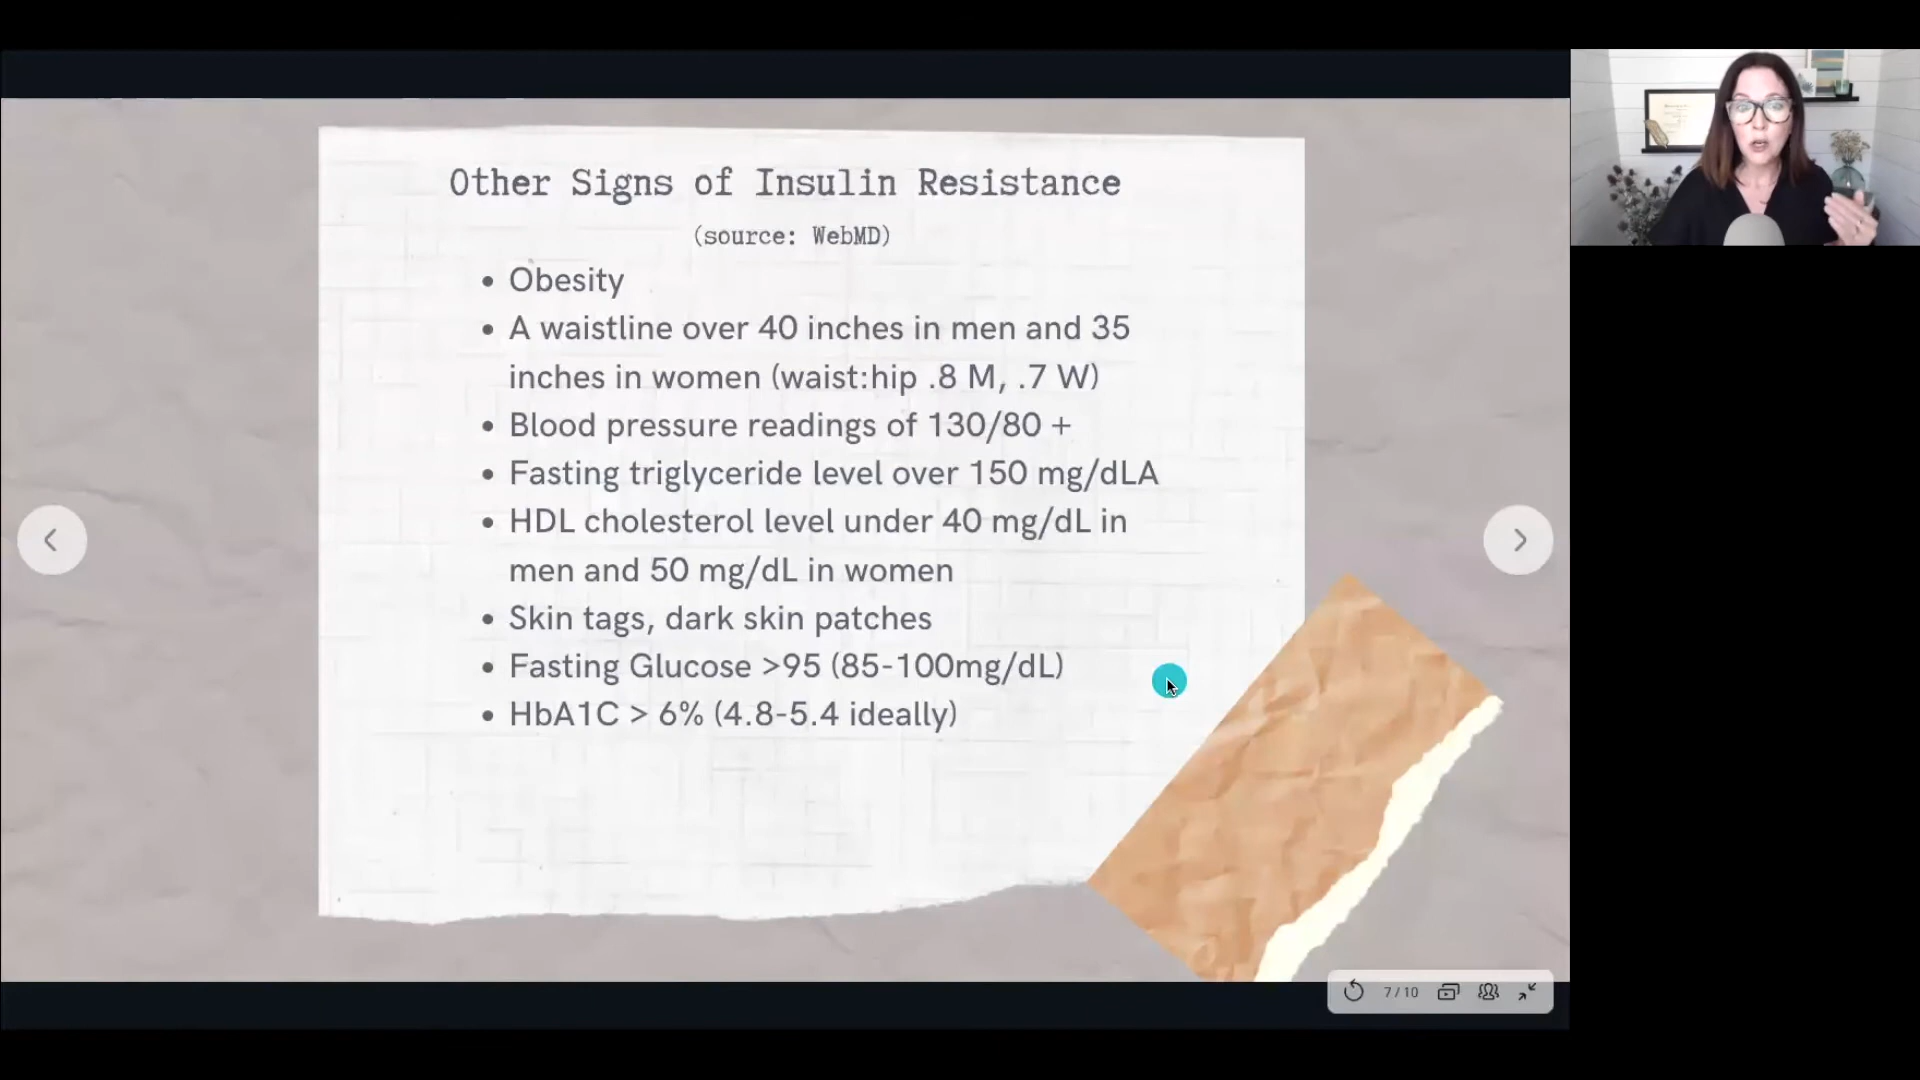 Other Signs of Insulin Resistance
(source: WebMD)
• Obesity
• A waistline over 40 inches in men and 35
inches in women (waist:hip .8 M, .7 W)
• Blood pressure readings of 130/80 +
• Fasting triglyceride level over 150 mg/dLA
• HDL cholesterol level under 40 mg/dL in
men and 50 mg/dL in women
• Skin tags, dark skin patches
• Fasting Glucose >95 (85-100mg/dL)
• HbA1C > 6% (4.8-5.4 ideally)
7/10